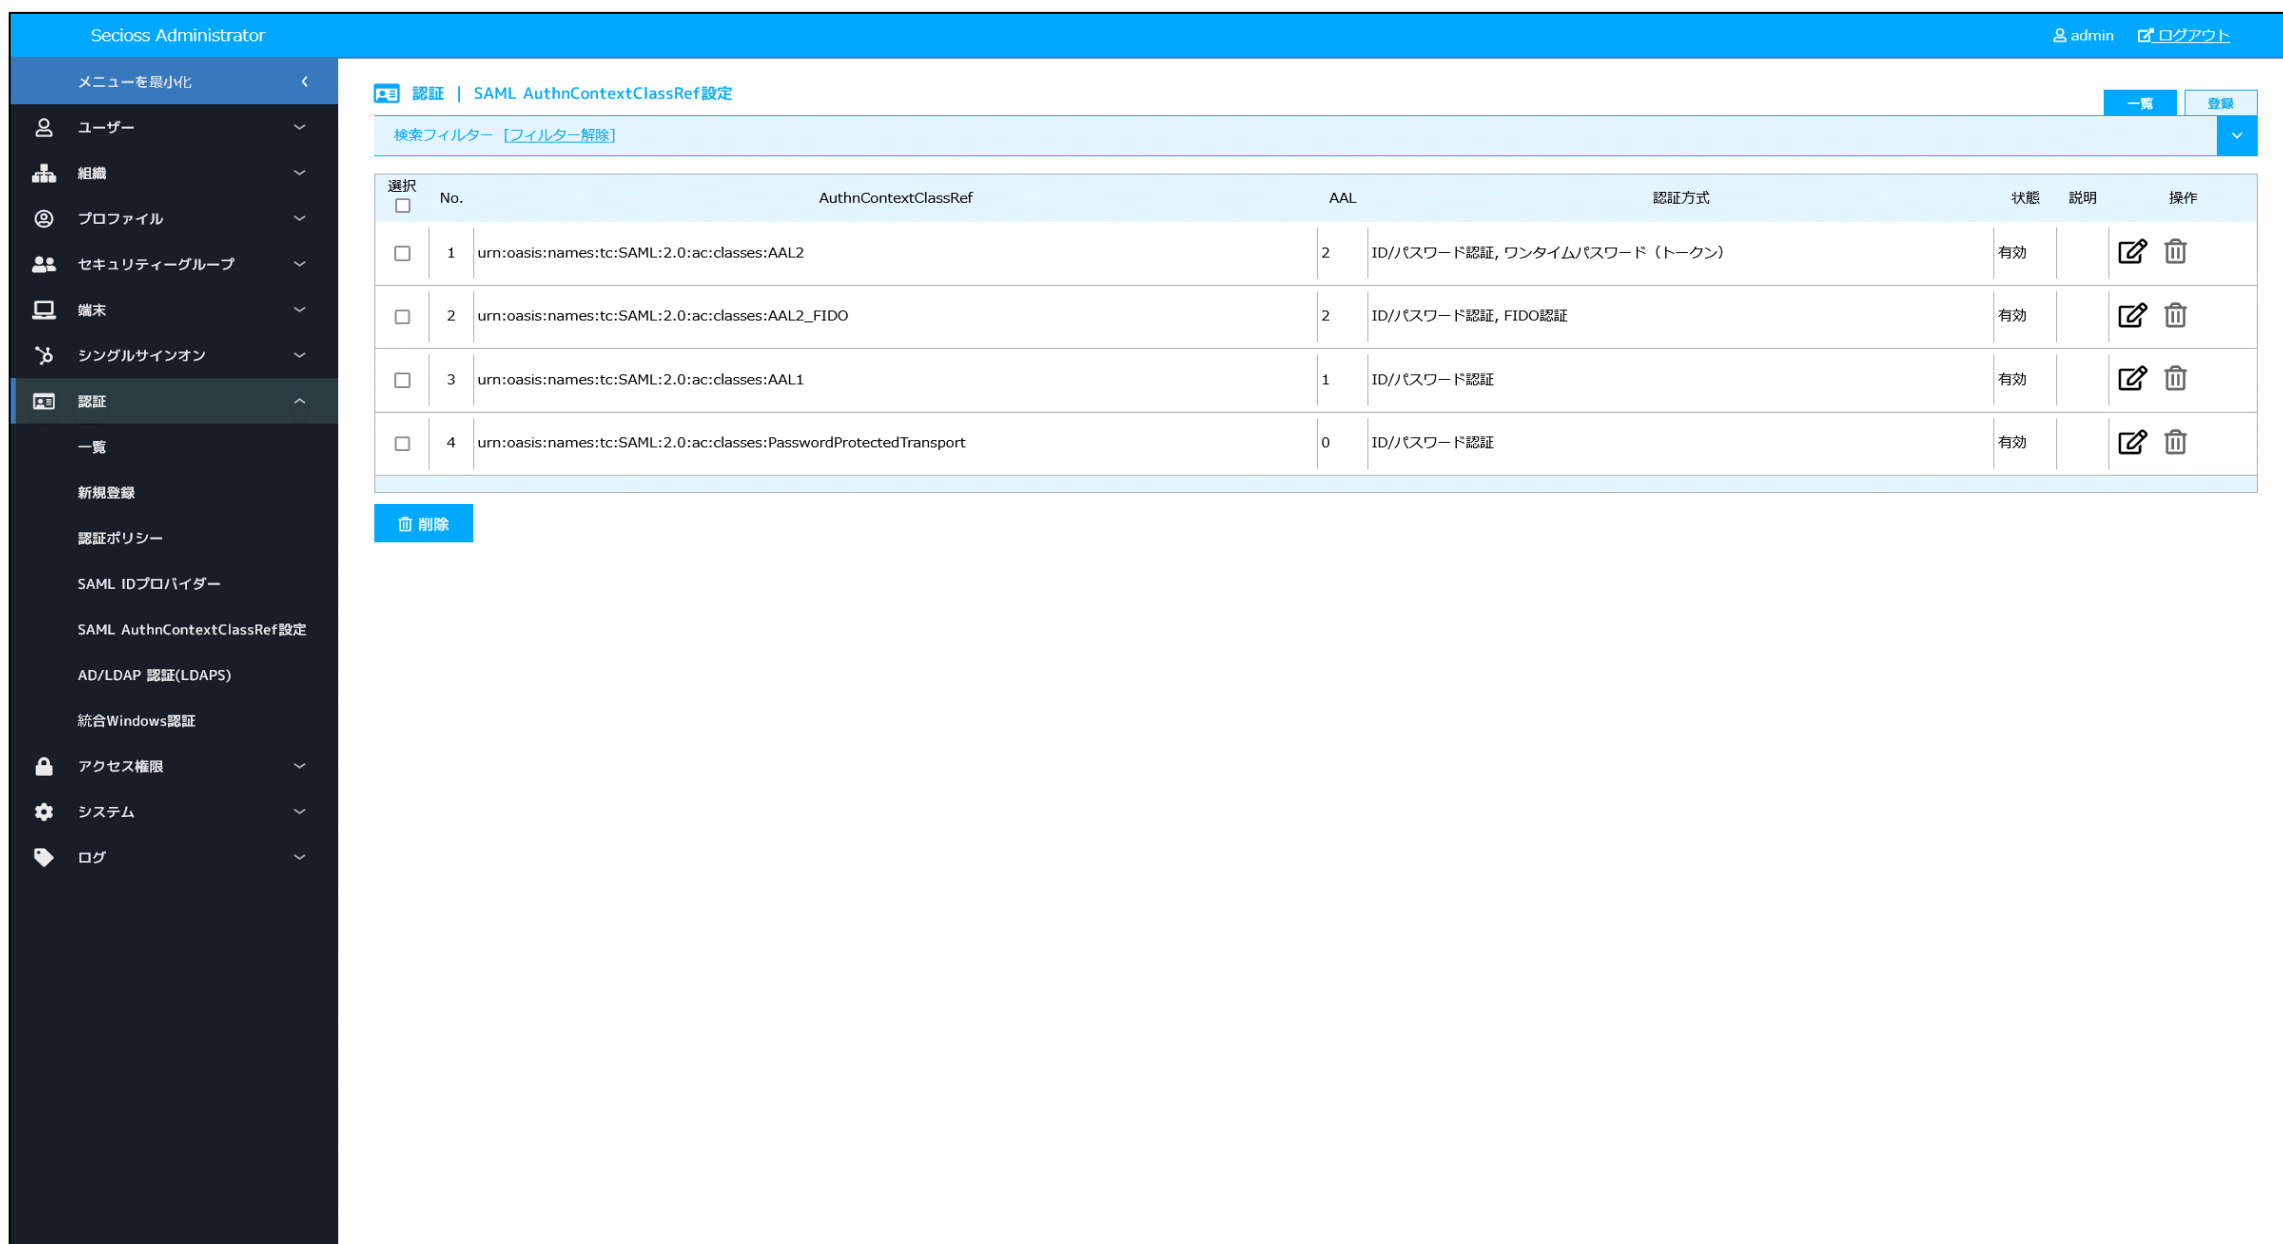 Secioss Administrator
admin ログアウト
メニューを最小化
ユーザー
組織
プロファイル
セキュリティーグループ
端末
シングルサインオン
認証
一覧
新規登録
認証ポリシー
SAML IDプロバイダー
SAML AuthnContextClassRef設定
AD/LDAP 認証(LDAPS)
統合Windows認証
アクセス権限
システム
ログ
認証 | SAML AuthnContextClassRef設定
一覧 登録
検索フィルター [フィルター解除]
選択 No. AuthnContextClassRef AAL 認証方式 状態 説明 操作
1 urn:oasis:names:tc:SAML:2.0:ac:classes:AAL2 2 ID/パスワード認証, ワンタイムパスワード（トークン） 有効
2 urn:oasis:names:tc:SAML:2.0:ac:classes:AAL2_FIDO 2 ID/パスワード認証, FIDO認証 有効
3 urn:oasis:names:tc:SAML:2.0:ac:classes:AAL1 1 ID/パスワード認証 有効
4 urn:oasis:names:tc:SAML:2.0:ac:classes:PasswordProtectedTransport 0 ID/パスワード認証 有効
削除